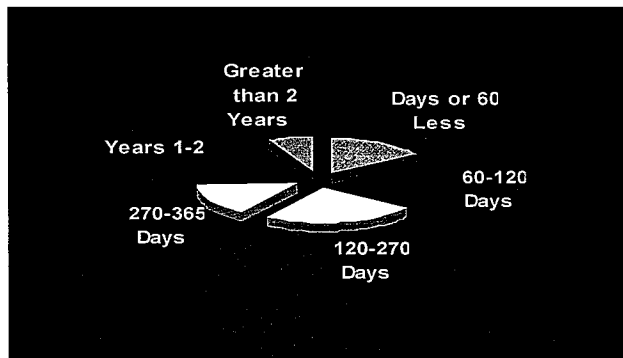 Greater
than 2
Years
Days or 60
Less
Years 1-2
60-120
Days
270-365
Days
120-270
Days